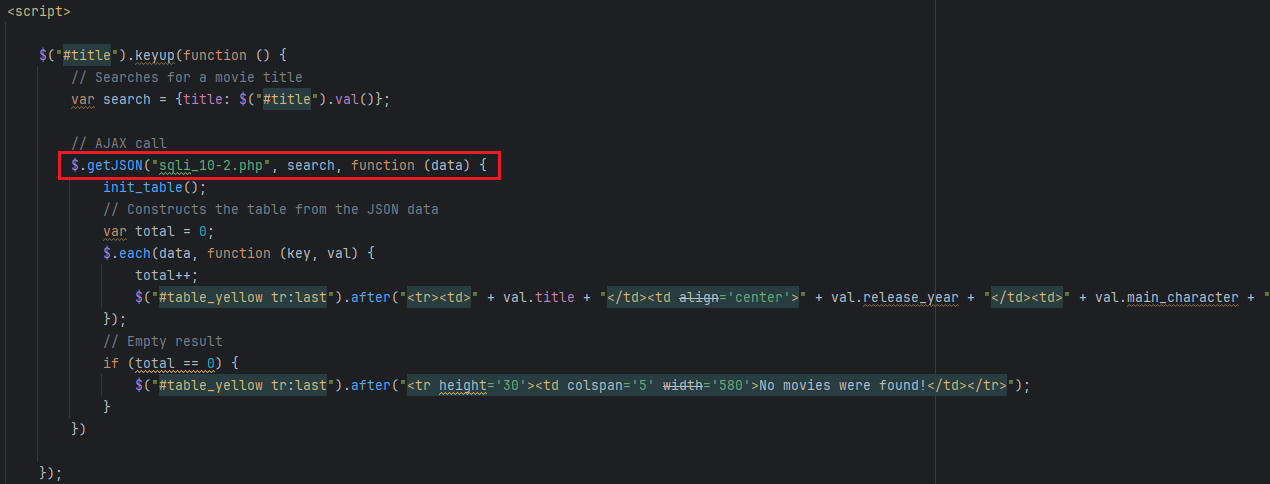 <script>
$("#title").keyup(function () {
// Searches for a movie title
var search = {title: $("#title").val()};
// AJAX call
$.getJSON("sqli_10-2.php", search, function (data) {
init_table();
// Constructs the table from the JSON data
var total = 0;
$.each(data, function (key, val) {
total++;
$("#table_yellow tr:last").after("<tr><td>" + val.title + "</td><td align='center'>" + val.release_year + "</td><td>" + val.main_character + "
});
// Empty result
if (total == 0) {
$("#table_yellow tr:last").after("<tr height='30'><td colspan='5' width='580'>No movies were found!</td></tr>");
}
})
});